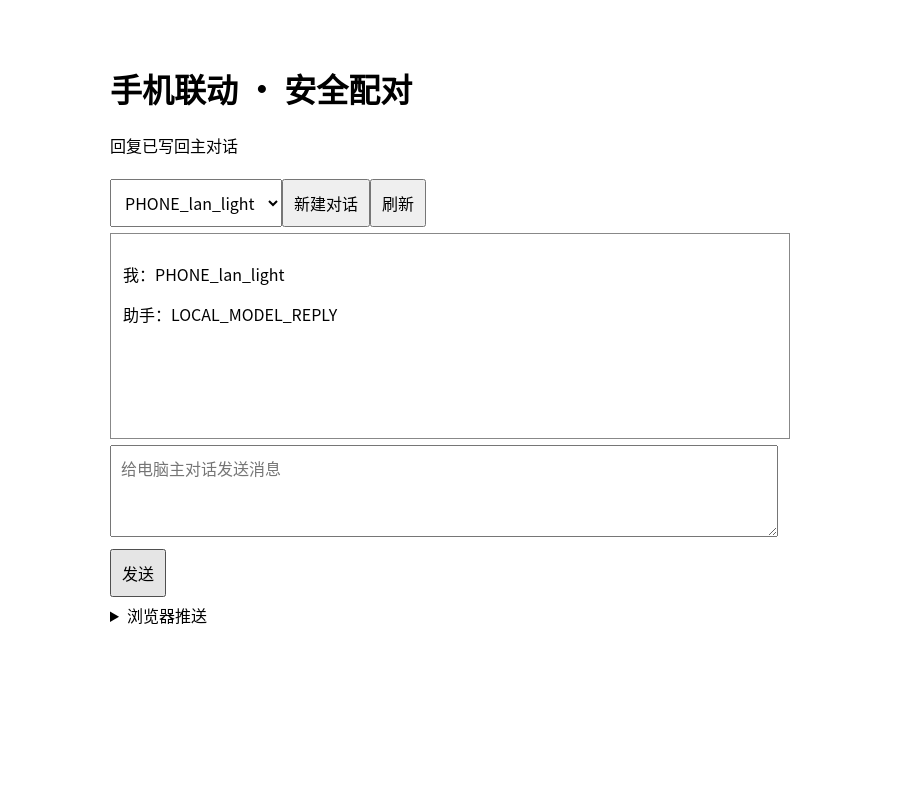 手机联动 · 安全配对
回复已写回主对话
PHONE_lan_light 新建对话 刷新
我：PHONE_lan_light
助手：LOCAL_MODEL_REPLY
给电脑主对话发送消息
发送
浏览器推送